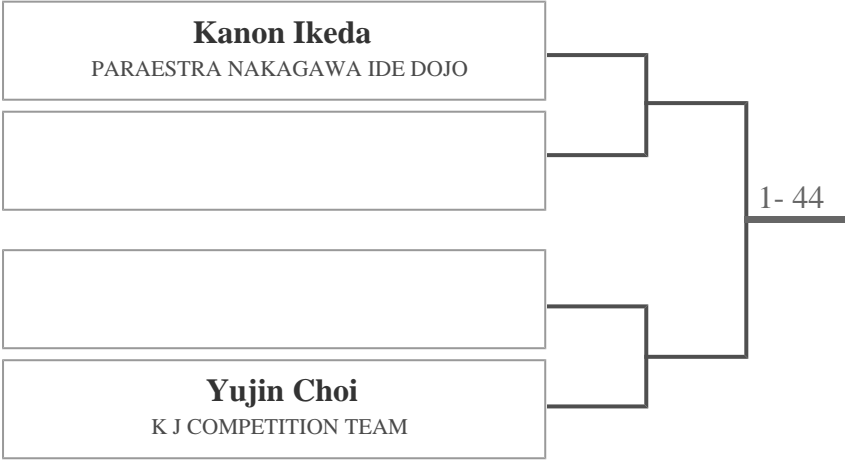 Kanon Ikeda
PARAESTRA NAKAGAWA IDE DOJO
1- 44
Yujin Choi
K J COMPETITION TEAM